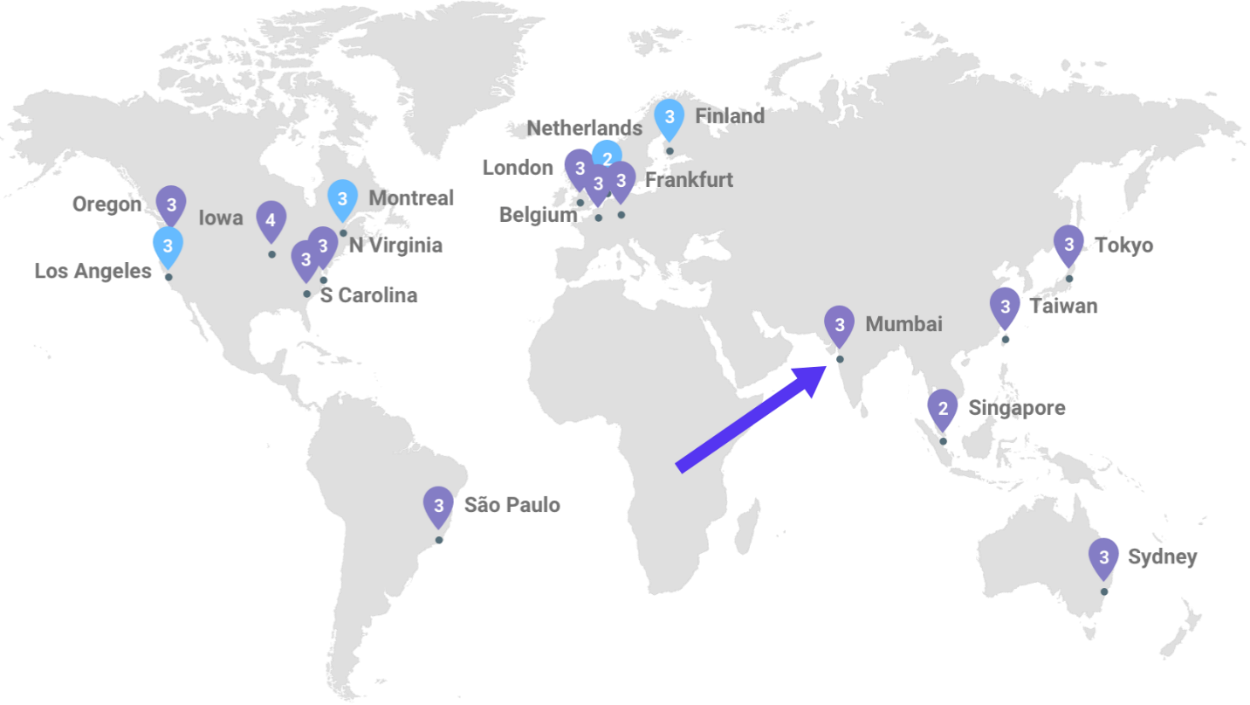 3 Finland
Netherlands
2
London 3
3
3 Frankfurt
Belgium
Oregon 3
Iowa 4
3 Montreal
3
Los Angeles
3 N Virginia
3
S Carolina
3 Tokyo
3 Taiwan
3 Mumbai
2 Singapore
3 São Paulo
3 Sydney